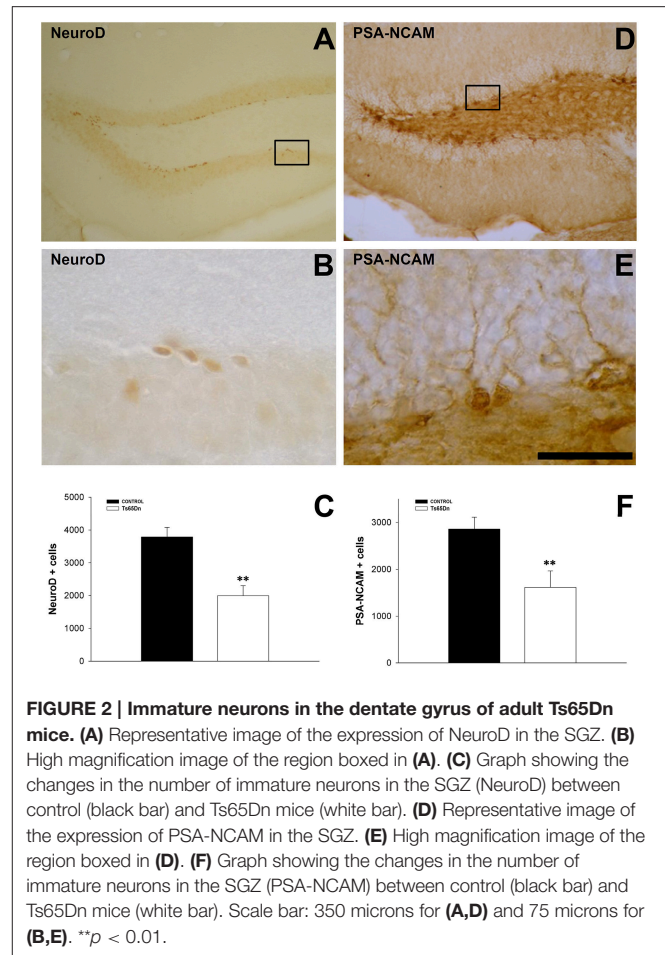 NeuroD
A
PSA-NCAM
D
NeuroD
B
PSA-NCAM
E
C
CONTROL
Ts65Dn
5000
4000
3000
2000
1000
0
NeuroD + cells
**
F
CONTROL
Ts65Dn
3000
2000
1000
0
PSA-NCAM + cells
**
FIGURE 2 | Immature neurons in the dentate gyrus of adult Ts65Dn
mice. (A) Representative image of the expression of NeuroD in the SGZ. (B)
High magnification image of the region boxed in (A). (C) Graph showing the
changes in the number of immature neurons in the SGZ (NeuroD) between
control (black bar) and Ts65Dn mice (white bar). (D) Representative image of
the expression of PSA-NCAM in the SGZ. (E) High magnification image of the
region boxed in (D). (F) Graph showing the changes in the number of
immature neurons in the SGZ (PSA-NCAM) between control (black bar) and
Ts65Dn mice (white bar). Scale bar: 350 microns for (A,D) and 75 microns for
(B,E). **p < 0.01.